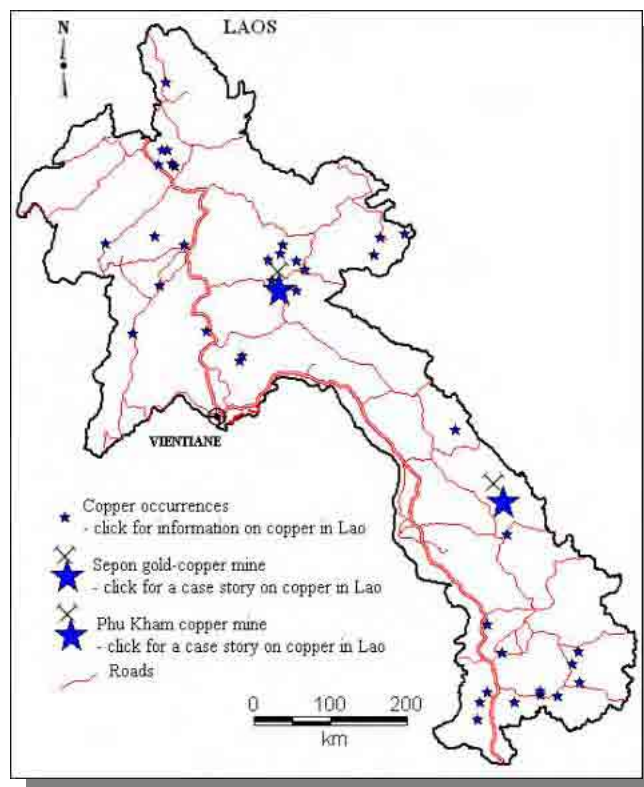 N
LAOS
VIENTIANE
Copper occurrences
- click for information on copper in Lao
Sepon gold-copper mine
- click for a case story on copper in Lao
Phu Kham copper mine
- click for a case story on copper in Lao
Roads
0 100 200
km